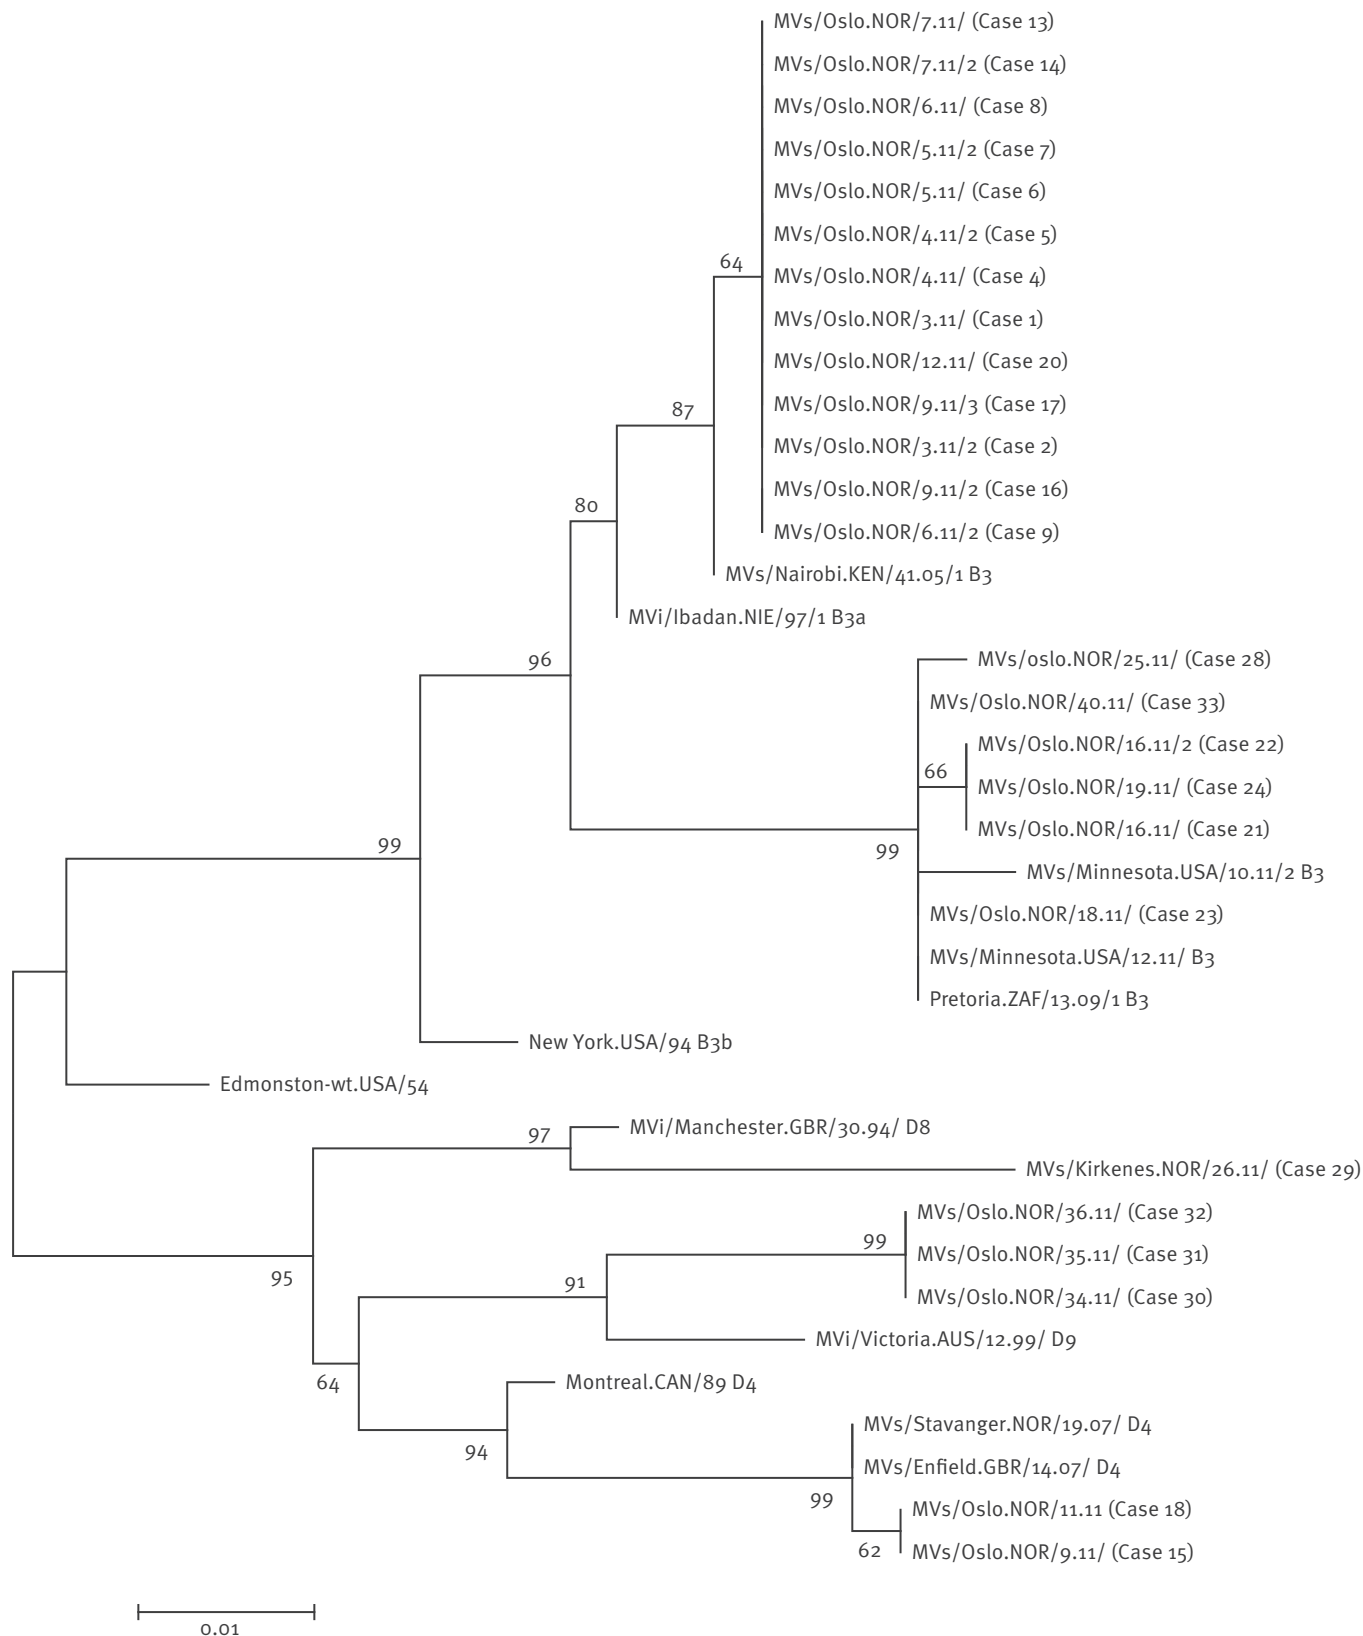 MVs/Oslo.NOR/7.11/ (Case 13)
MVs/Oslo.NOR/7.11/2 (Case 14)
MVs/Oslo.NOR/6.11/ (Case 8)
MVs/Oslo.NOR/5.11/2 (Case 7)
MVs/Oslo.NOR/5.11/ (Case 6)
MVs/Oslo.NOR/4.11/2 (Case 5)
64
MVs/Oslo.NOR/4.11/ (Case 4)
MVs/Oslo.NOR/3.11/ (Case 1)
MVs/Oslo.NOR/12.11/ (Case 20)
87
MVs/Oslo.NOR/9.11/3 (Case 17)
MVs/Oslo.NOR/3.11/2 (Case 2)
MVs/Oslo.NOR/9.11/2 (Case 16)
80
MVs/Oslo.NOR/6.11/2 (Case 9)
MVs/Nairobi.KEN/41.05/1 B3
MVi/Ibadan.NIE/97/1 B3a
96
MVs/oslo.NOR/25.11/ (Case 28)
MVs/Oslo.NOR/40.11/ (Case 33)
MVs/Oslo.NOR/16.11/2 (Case 22)
66
MVs/Oslo.NOR/19.11/ (Case 24)
MVs/Oslo.NOR/16.11/ (Case 21)
99
99
MVs/Minnesota.USA/10.11/2 B3
MVs/Oslo.NOR/18.11/ (Case 23)
MVs/Minnesota.USA/12.11/ B3
Pretoria.ZAF/13.09/1 B3
New York.USA/94 B3b
Edmonston-wt.USA/54
97
MVi/Manchester.GBR/30.94/ D8
MVs/Kirkenes.NOR/26.11/ (Case 29)
MVs/Oslo.NOR/36.11/ (Case 32)
99
MVs/Oslo.NOR/35.11/ (Case 31)
95
91
MVs/Oslo.NOR/34.11/ (Case 30)
MVi/Victoria.AUS/12.99/ D9
64
Montreal.CAN/89 D4
MVs/Stavanger.NOR/19.07/ D4
94
MVs/Enfield.GBR/14.07/ D4
99
MVs/Oslo.NOR/11.11 (Case 18)
62
MVs/Oslo.NOR/9.11/ (Case 15)
0.01